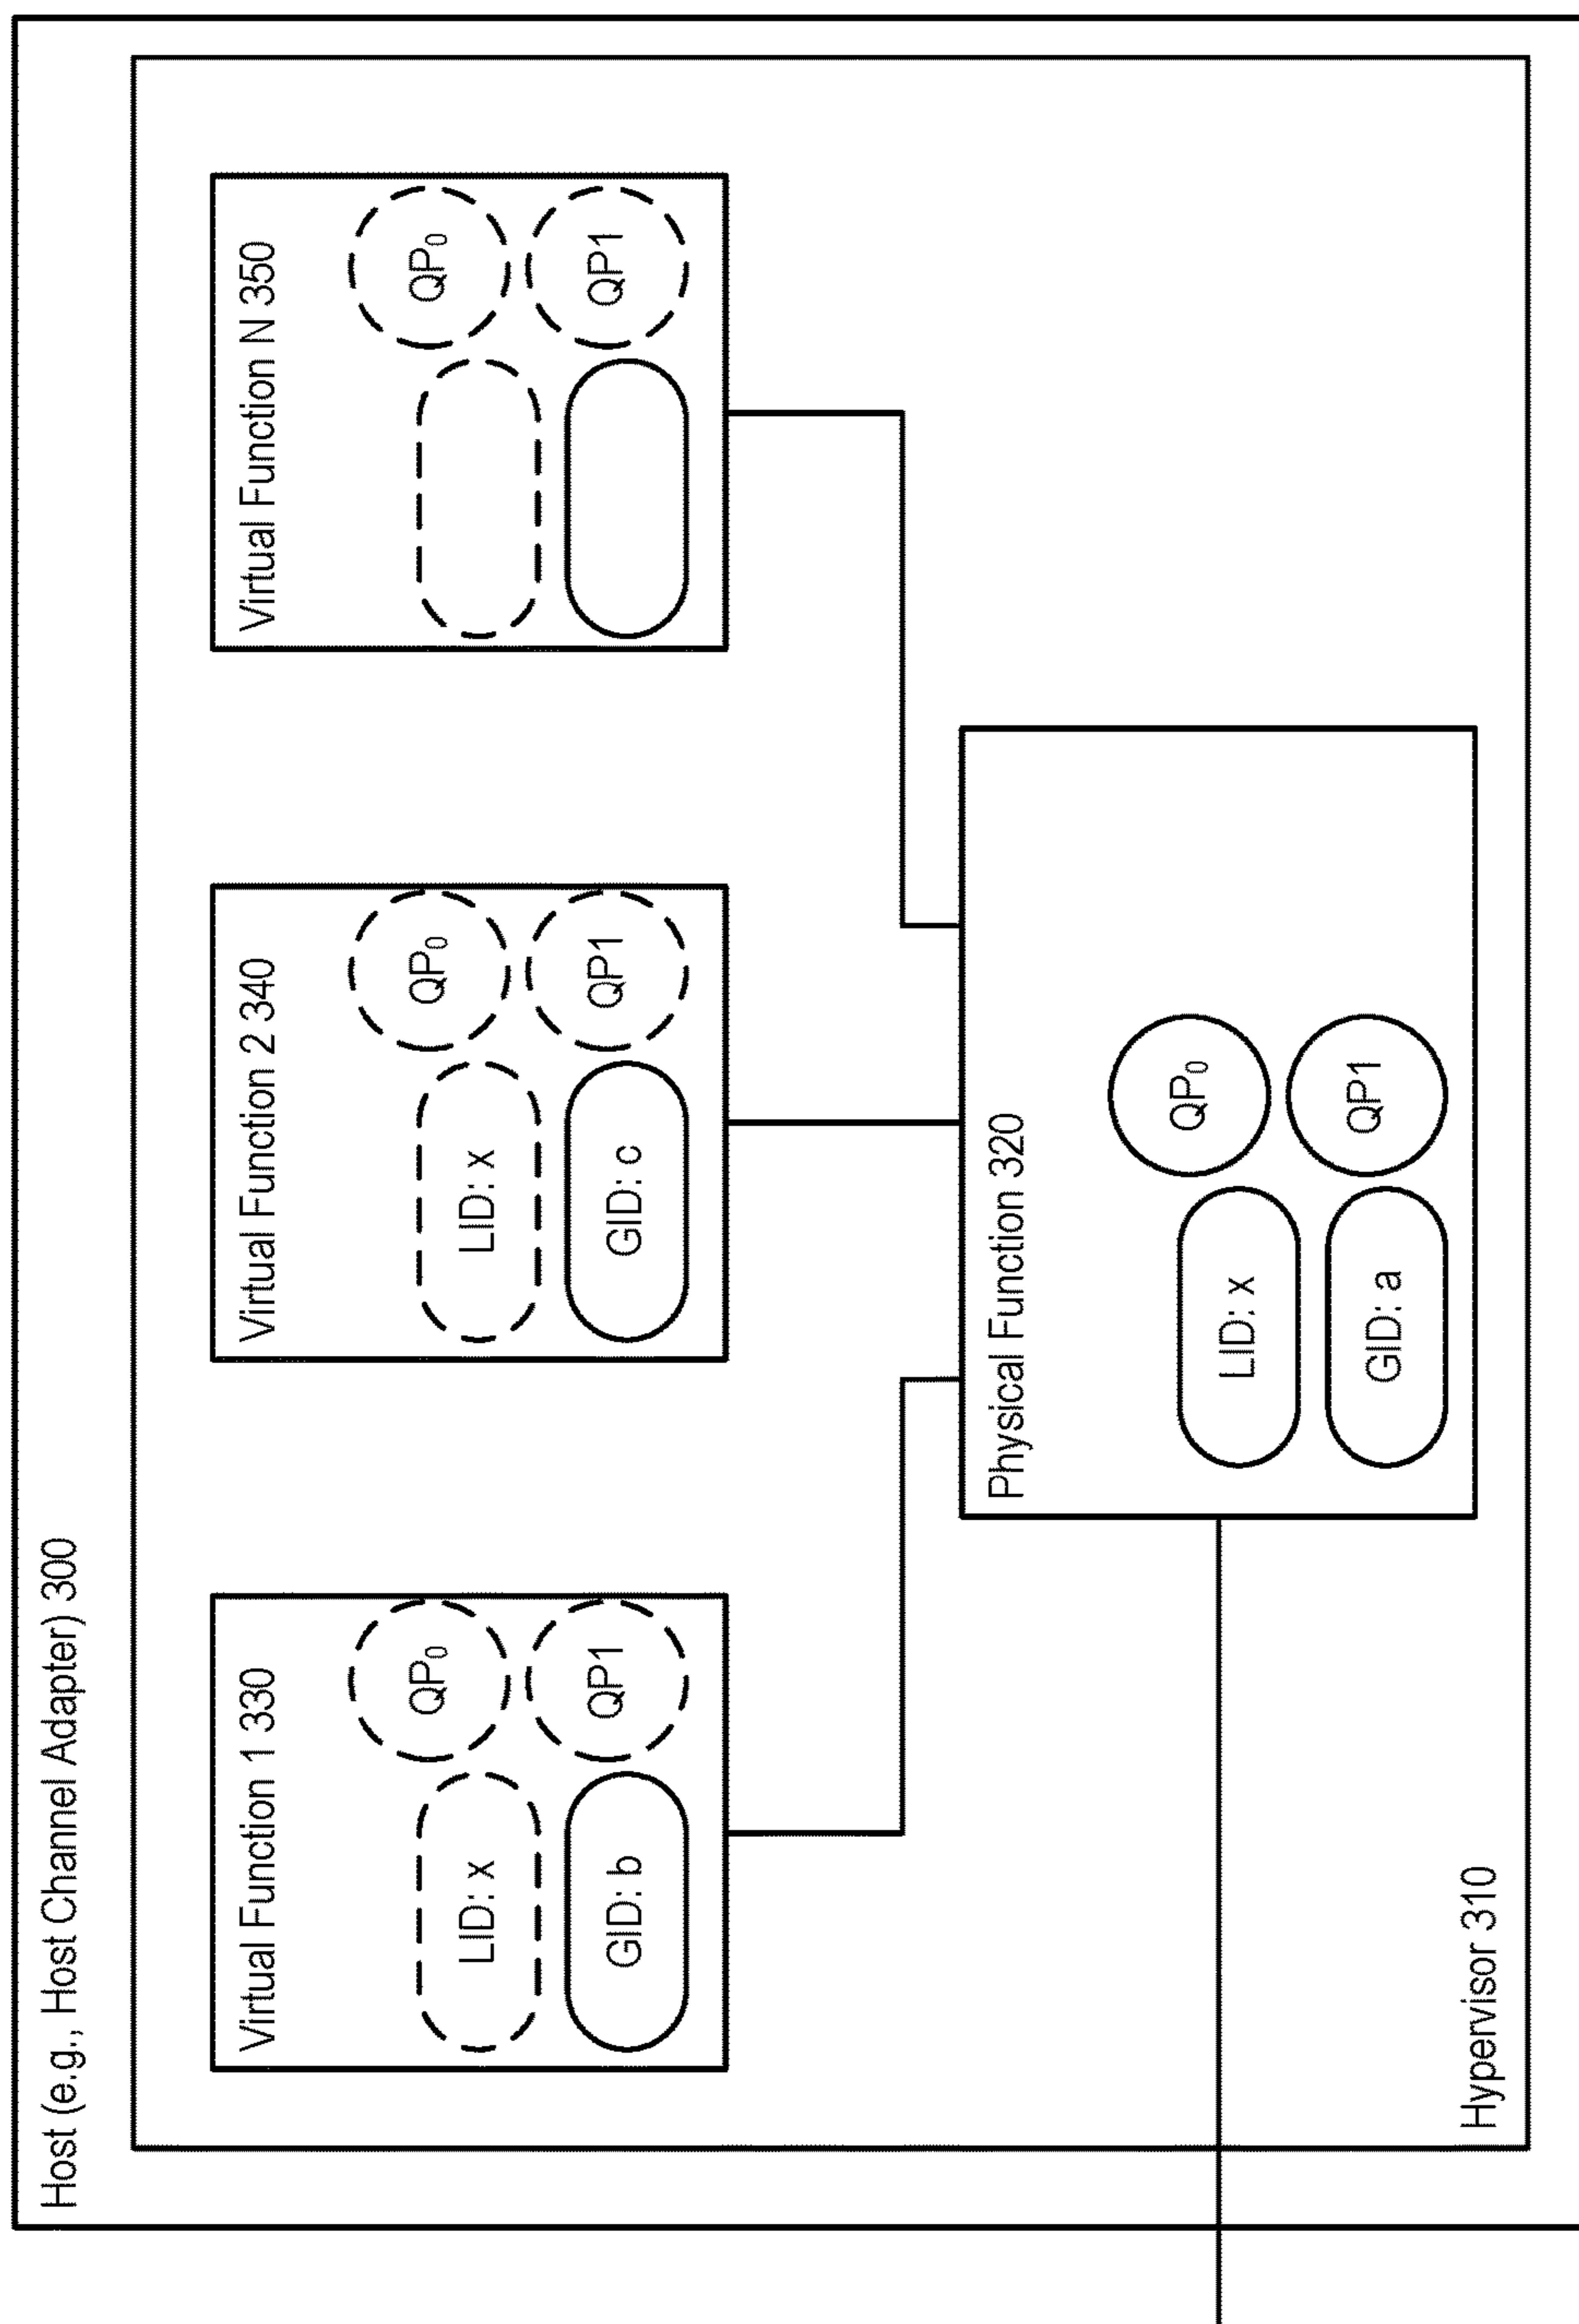 Host (e.g., Host Channel Adapter) 300
Virtual Function 1 330
QP₀
LID: x
QP1
GID: b
Virtual Function 2 340
QP₀
LID: x
QP1
GID: c
Virtual Function N 350
QP₀
QP1
Physical Function 320
QP₀
LID: x
QP1
GID: a
Hypervisor 310